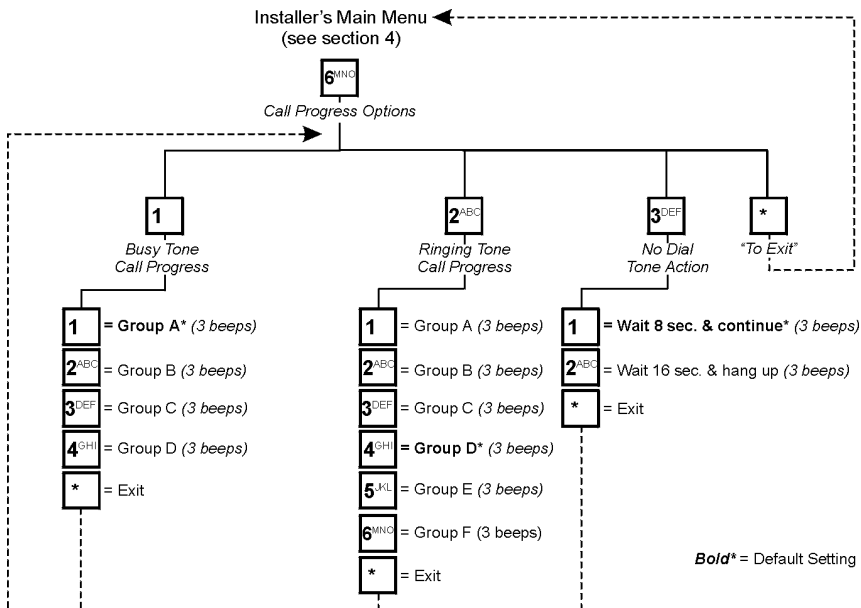 Installer's Main Menu
(see section 4)
6MNO
Call Progress Options
1
Busy Tone
Call Progress
1 = Group A* (3 beeps)
2ABC = Group B (3 beeps)
3DEF = Group C (3 beeps)
4GHI = Group D (3 beeps)
* = Exit
2ABC
Ringing Tone
Call Progress
1 = Group A (3 beeps)
2ABC = Group B (3 beeps)
3DEF = Group C (3 beeps)
4GHI = Group D* (3 beeps)
5JKL = Group E (3 beeps)
6MNO = Group F (3 beeps)
* = Exit
3DEF
No Dial
Tone Action
1 = Wait 8 sec. & continue* (3 beeps)
2ABC = Wait 16 sec. & hang up (3 beeps)
* = Exit
*
"To Exit"
Bold* = Default Setting